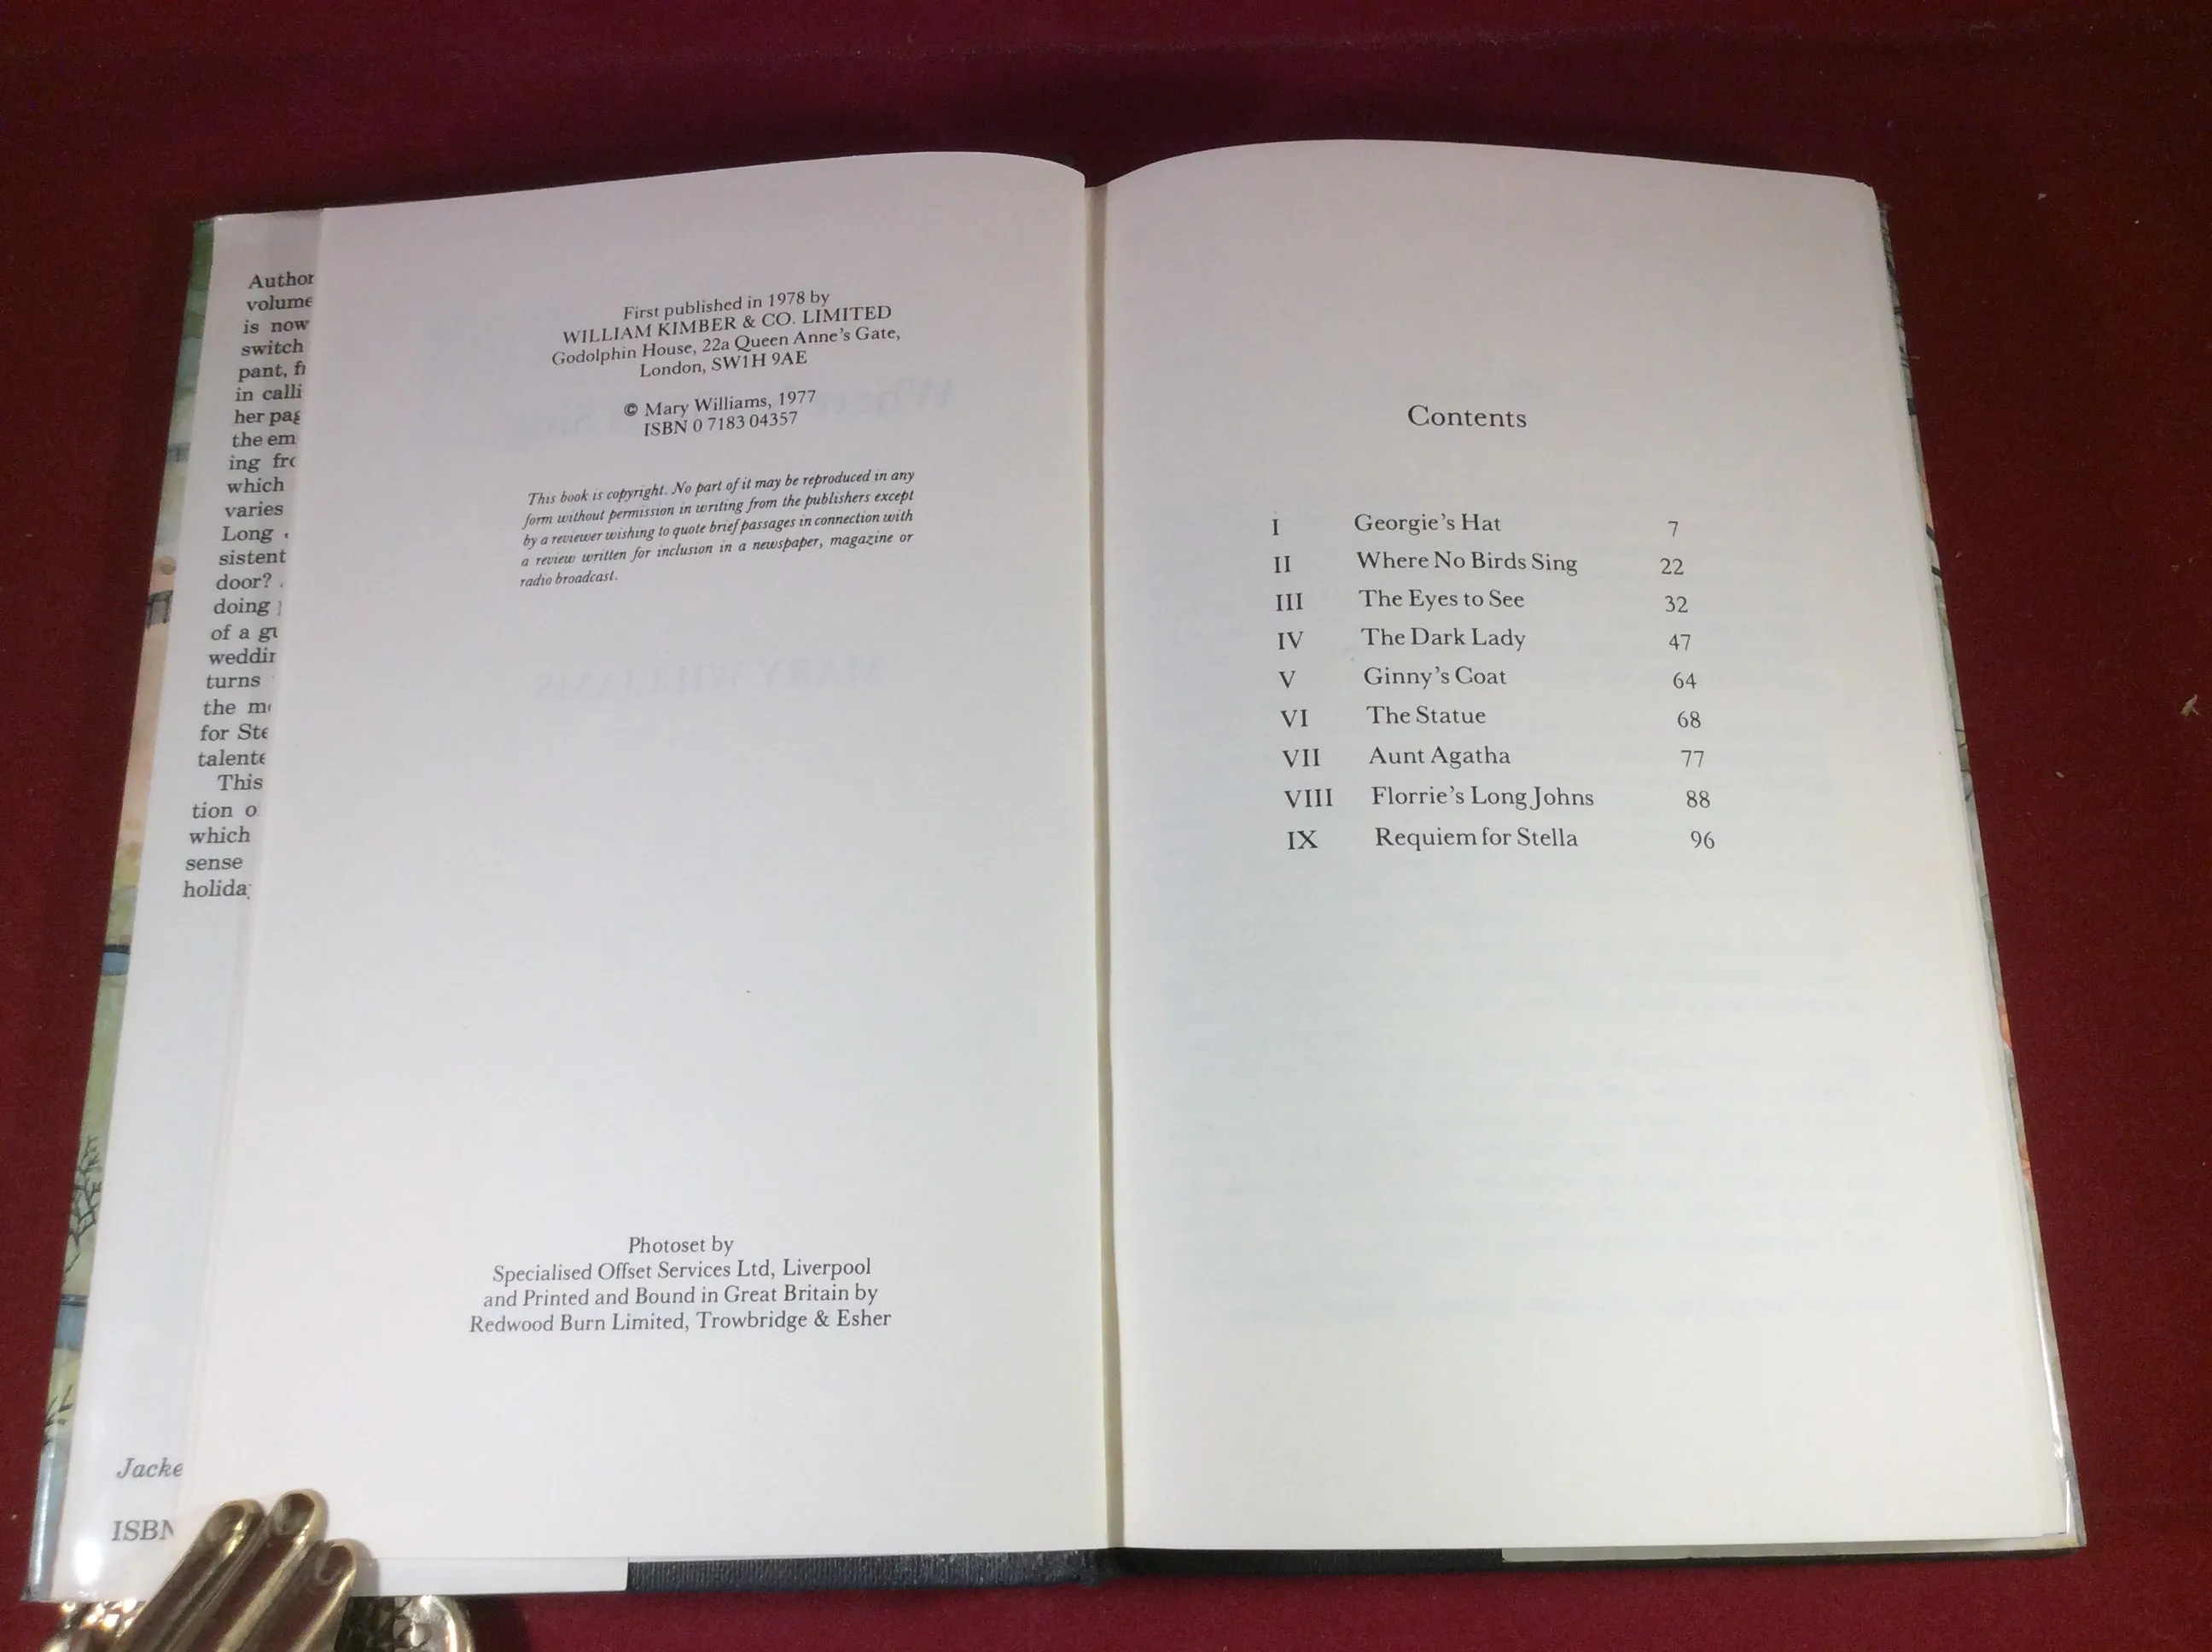 Author
volume
is now
switch
pant,
in calli
her pag
the em
ing
which
varies
Long
sistent
door?
doing
of a
weddin
turns
the
for Ste
talente
This
tion o
which
sense
holiday
Jacke
ISBN
First published in 1978 by
WILLIAM KIMBER & CO. LIMITED
Godolphin House, 22a Queen Anne's Gate,
London, SW1H 9AE
© Mary Williams, 1977
ISBN 0 7183 04357
This book is copyright. No part of it may be reproduced in any
form without permission in writing from the publishers except
by a reviewer wishing to quote brief passages in connection with
a review written for inclusion in a newspaper, magazine or
radio broadcast.
MARY WILLIAMS
Photoset by
Specialised Offset Services Ltd, Liverpool
and Printed and Bound in Great Britain by
Redwood Burn Limited, Trowbridge & Esher
Contents
I Georgie's Hat 7
II Where No Birds Sing 22
III The Eyes to See 32
IV The Dark Lady 47
V Ginny's Coat 64
VI The Statue 68
VII Aunt Agatha 77
VIII Florrie's Long Johns 88
IX Requiem for Stella 96